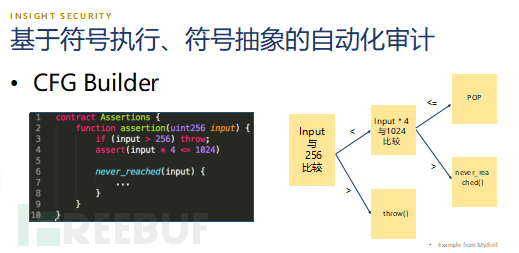 INSIGHT SECURITY
基于符号执行、符号抽象的自动化审计
• CFG Builder
1 contract Assertions {
2 function assertion(uint256 input) {
3 if (input > 256) throw;
4 assert(input * 4 <= 1024)
5
6 never_reached(input) {
7 ...
8 }
9 }
10 }
Input
与
256
比较
<
>
Input * 4
与1024
比较
<=
>
POP
never_rea
ched()
throw()
• Example from Mythril
REEBUF